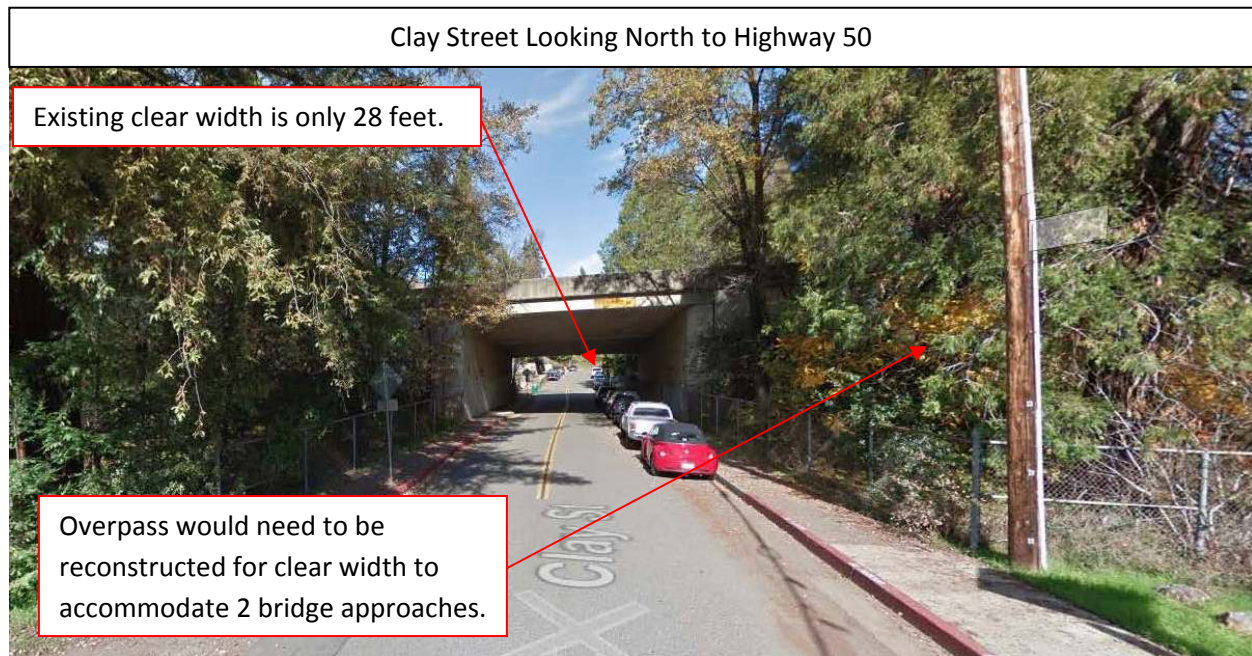 Clay Street Looking North to Highway 50
Existing clear width is only 28 feet.
Overpass would need to be
reconstructed for clear width to
accommodate 2 bridge approaches.
Clay St